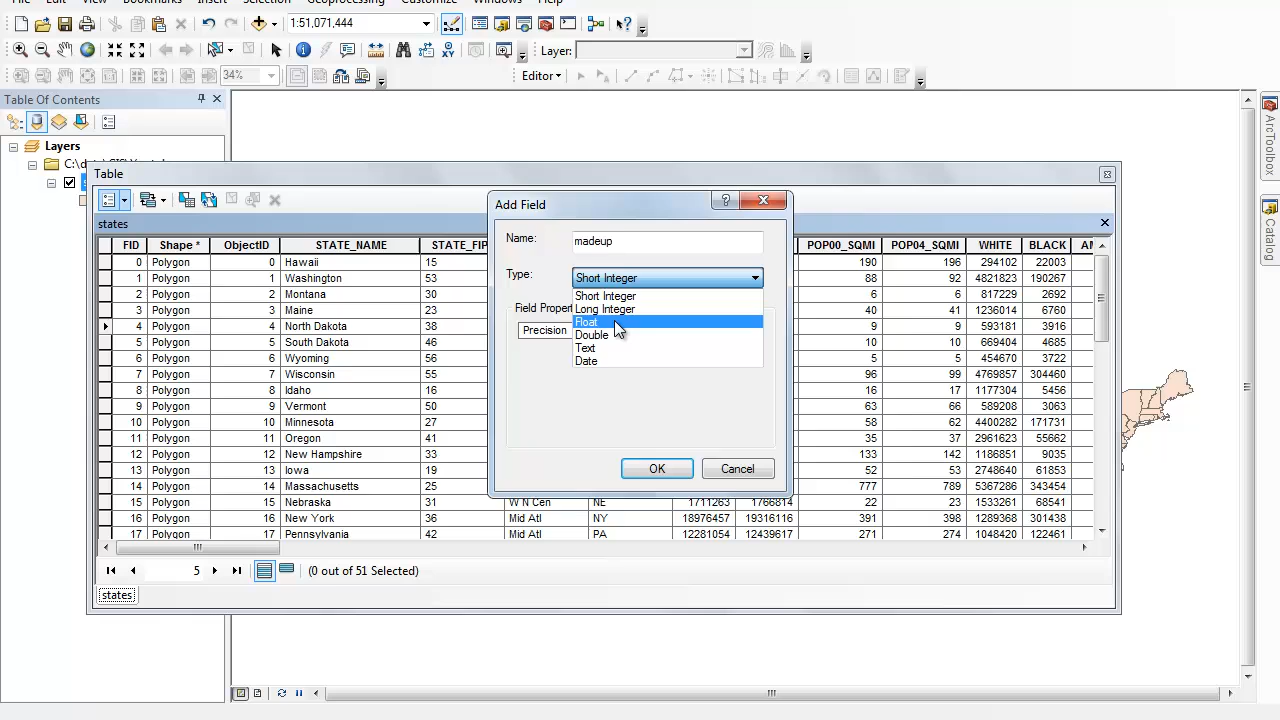 File Edit View Bookmarks Insert Selection Geoprocessing Customize Windows Help
1:51,071,444
Layer:
34% Editor
Table Of Contents
Layers
states
Table
states
FID Shape * ObjectID STATE_NAME STATE_FIP POP00_SQMI POP04_SQMI WHITE BLACK
0 Polygon 0 Hawaii 15 190 196 294102 22003
1 Polygon 1 Washington 53 88 92 4821823 190267
2 Polygon 2 Montana 30 6 6 817229 2692
3 Polygon 3 Maine 23 40 41 1236014 6760
4 Polygon 4 North Dakota 38 9 9 593181 3916
5 Polygon 5 South Dakota 46 10 10 669404 4685
6 Polygon 6 Wyoming 56 5 5 454670 3722
7 Polygon 7 Wisconsin 55 96 99 4769857 304460
8 Polygon 8 Idaho 16 16 17 1177304 5456
9 Polygon 9 Vermont 50 63 66 589208 3063
10 Polygon 10 Minnesota 27 58 62 4400282 171731
11 Polygon 11 Oregon 41 35 37 2961623 55662
12 Polygon 12 New Hampshire 33 133 142 1186851 9035
13 Polygon 13 Iowa 19 52 53 2748640 61853
14 Polygon 14 Massachusetts 25 777 789 5367286 343454
15 Polygon 15 Nebraska 31 W N Cen NE 1711263 1766814 22 23 1533261 68541
16 Polygon 16 New York 36 Mid Atl NY 18976457 19316116 391 398 1289368 301438
17 Polygon 17 Pennsylvania 42 Mid Atl PA 12281054 12439617 271 274 1048420 122461
5 (0 out of 51 Selected)
states
Add Field
Name: madeup
Type: Short Integer
Short Integer
Long Integer
Float
Double
Text
Date
Field Propert
Precision
OK Cancel
ArcToolbox
Catalog